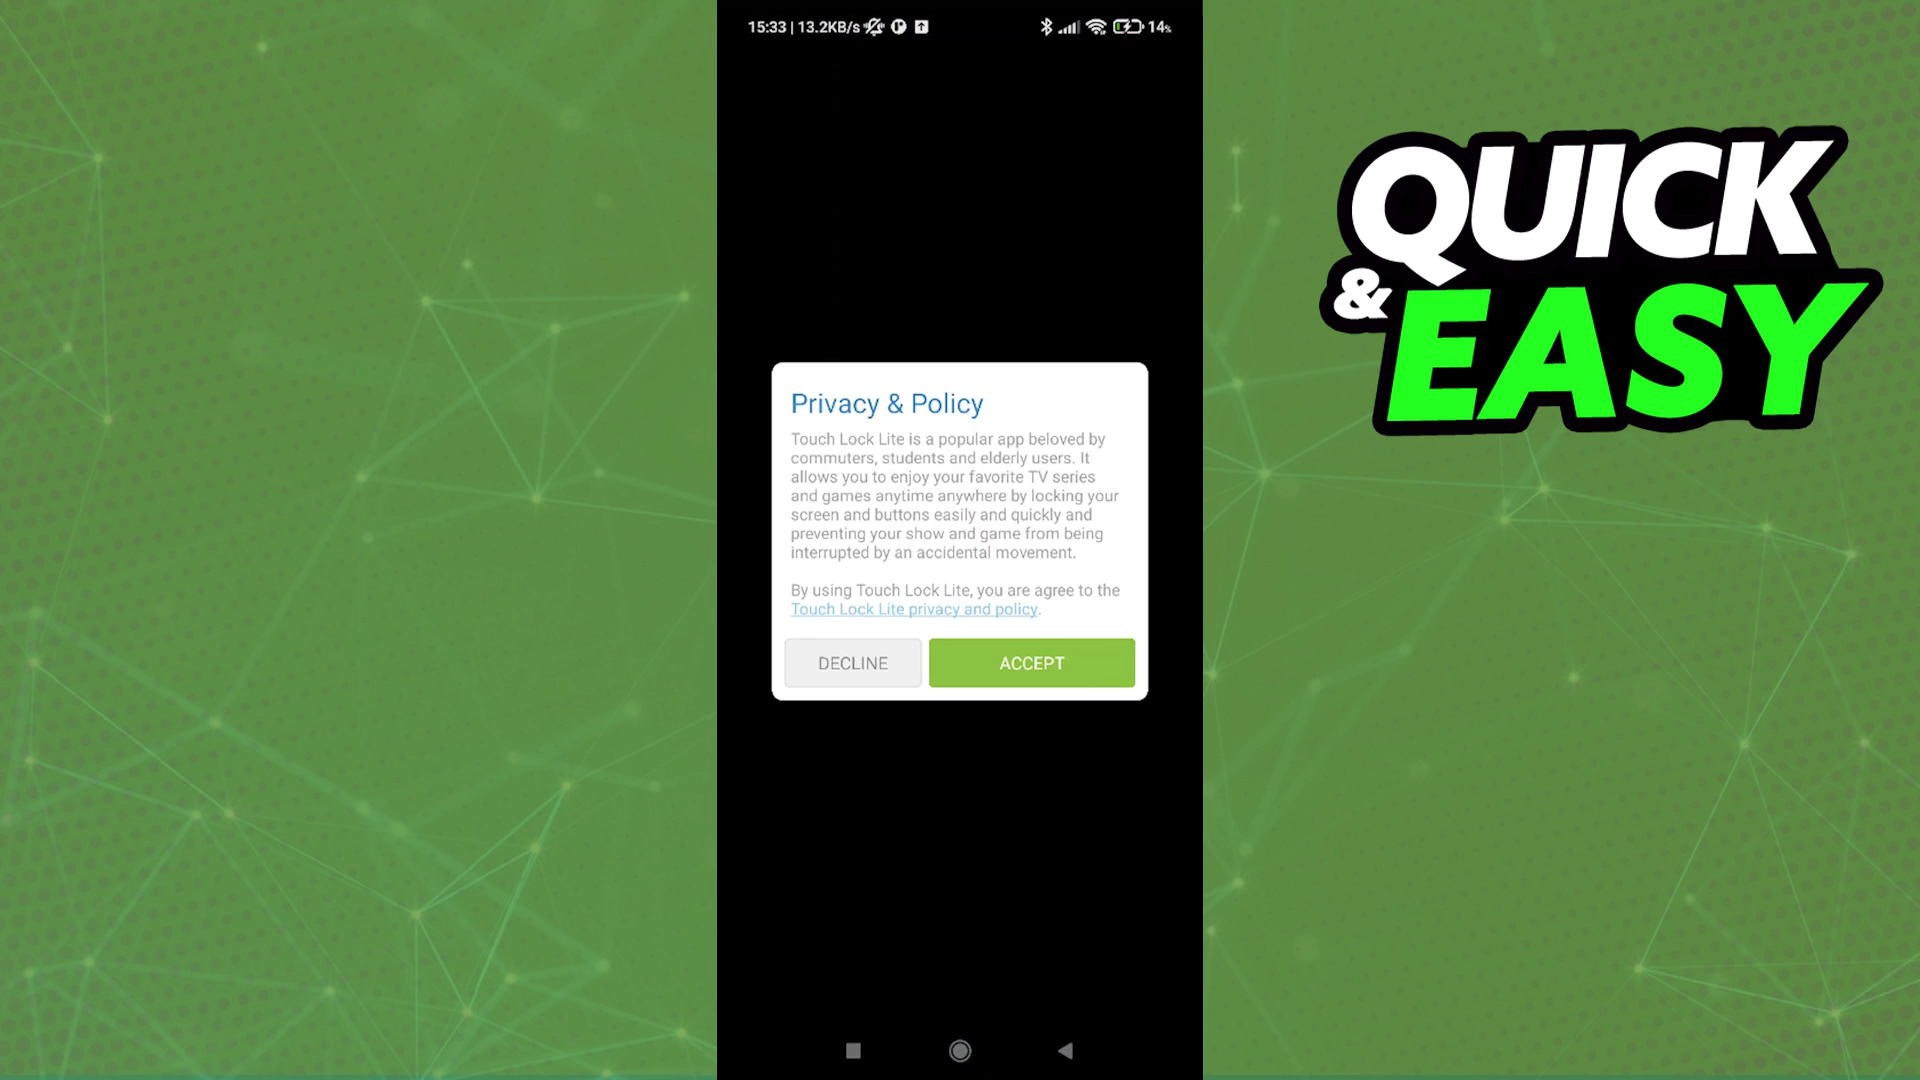 15:33 | 13.2KB/s
14%
QUICK
& EASY
Privacy & Policy
Touch Lock Lite is a popular app beloved by
commuters, students and elderly users. It
allows you to enjoy your favorite TV series
and games anytime anywhere by locking your
screen and buttons easily and quickly and
preventing your show and game from being
interrupted by an accidental movement.
By using Touch Lock Lite, you are agree to the
Touch Lock Lite privacy and policy.
DECLINE
ACCEPT